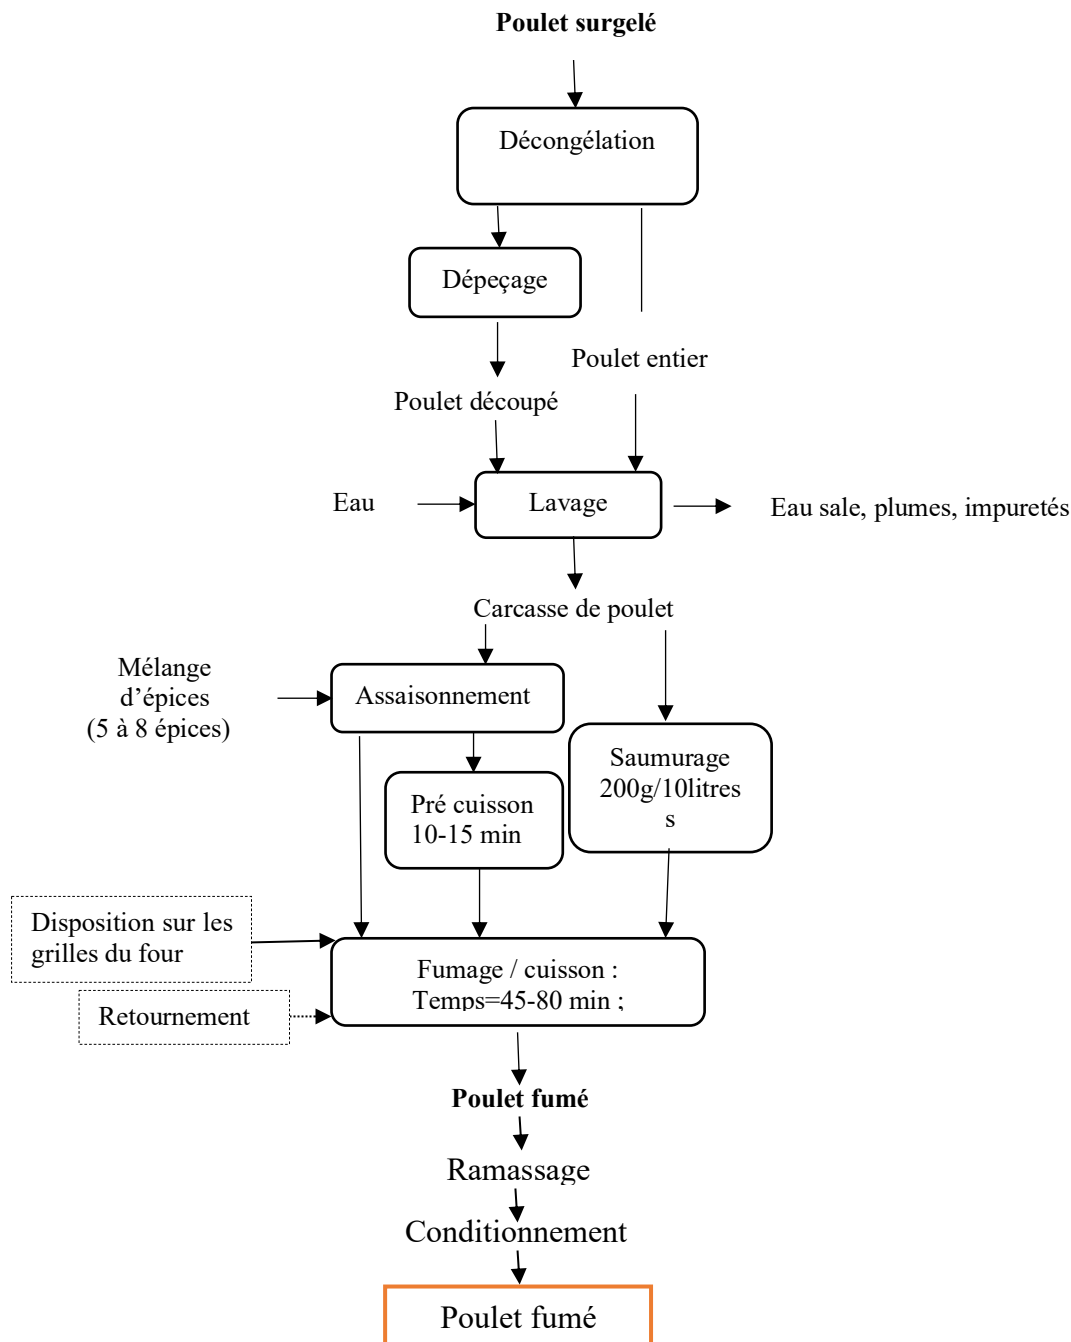 Poulet surgelé
Décongélation
Dépeçage
Poulet entier
Poulet découpé
Eau
Lavage
Eau sale, plumes, impuretés
Carcasse de poulet
Mélange
d’épices
(5 à 8 épices)
Assaisonnement
Saumurage
200g/10litres
s
Pré cuisson
10-15 min
Disposition sur les
grilles du four
Fumage / cuisson :
Temps=45-80 min ;
Retournement
Poulet fumé
Ramassage
Conditionnement
Poulet fumé